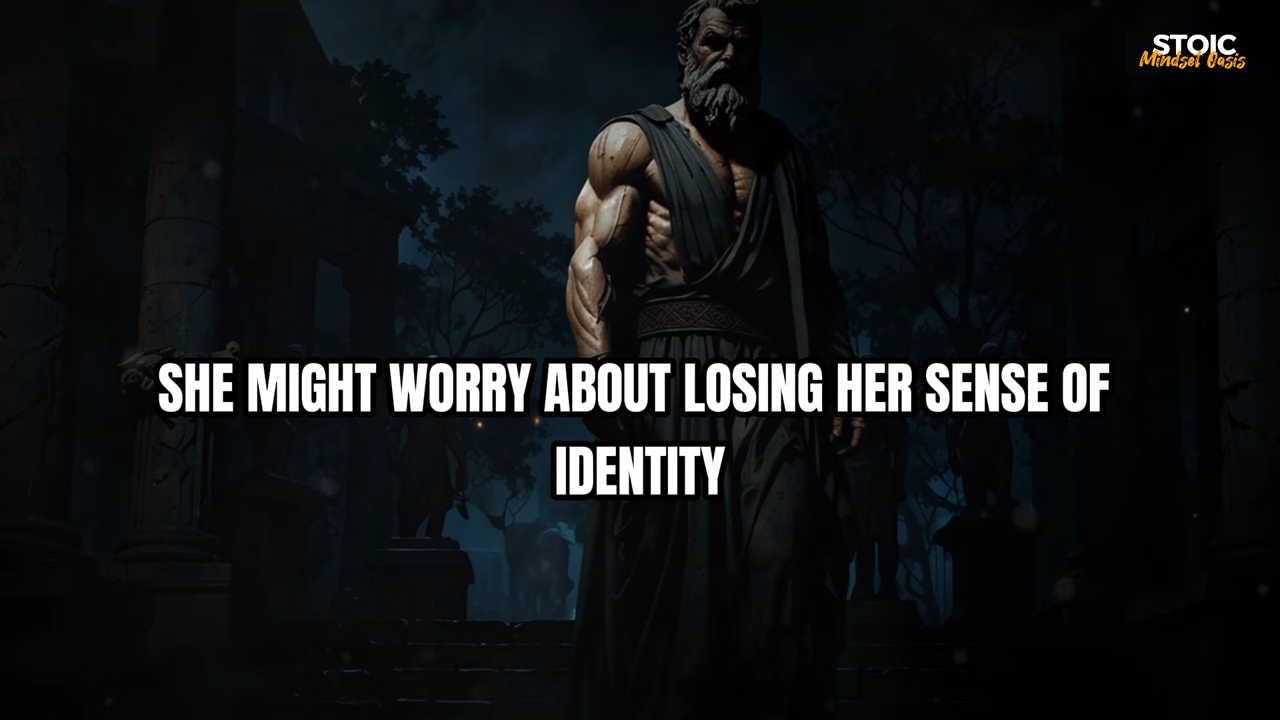 STOIC
Mindset Oasis
SHE MIGHT WORRY ABOUT LOSING HER SENSE OF
IDENTITY